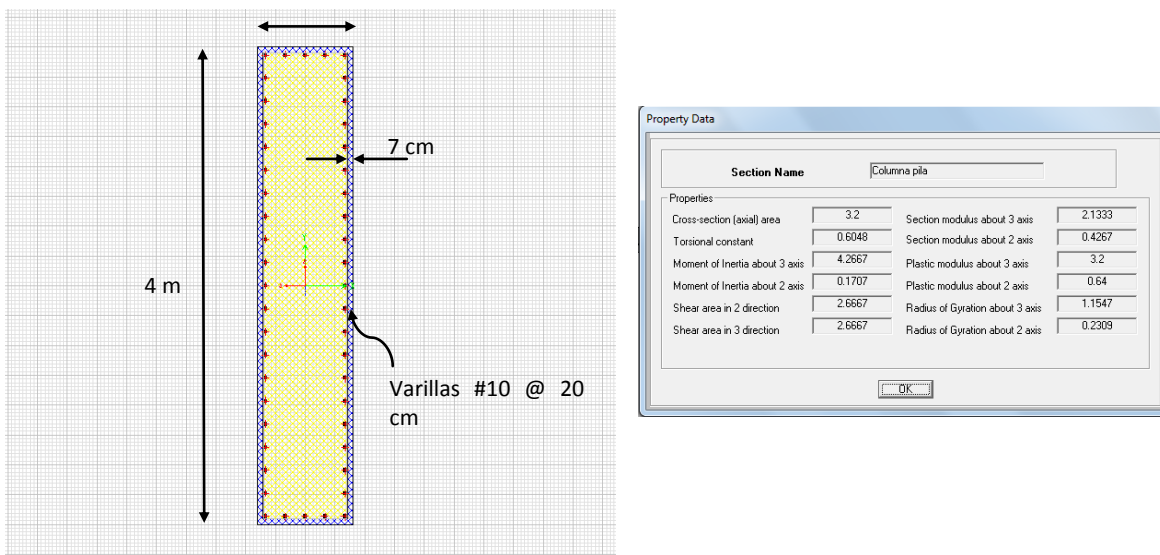 7 cm
4 m
Varillas #10 @ 20
cm
Property Data
Section Name Columna pila
Properties
Cross-section (axial) area 3.2 Section modulus about 3 axis 2.1333
Torsional constant 0.6048 Section modulus about 2 axis 0.4267
Moment of Inertia about 3 axis 4.2667 Plastic modulus about 3 axis 3.2
Moment of Inertia about 2 axis 0.1707 Plastic modulus about 2 axis 0.64
Shear area in 2 direction 2.6667 Radius of Gyration about 3 axis 1.1547
Shear area in 3 direction 2.6667 Radius of Gyration about 2 axis 0.2309
OK